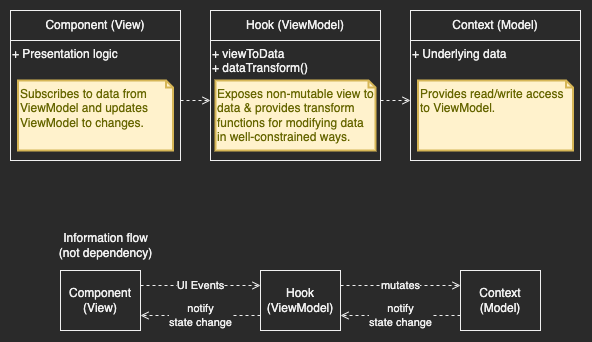 Component (View)
+ Presentation logic
Subscribes to data from
ViewModel and updates
ViewModel to changes.
Hook (ViewModel)
+ viewToData
+ dataTransform()
Exposes non-mutable view to
data & provides transform
functions for modifying data
in well-constrained ways.
Context (Model)
+ Underlying data
Provides read/write access
to ViewModel.
Information flow
(not dependency)
Component
(View)
UI Events
notify
state change
Hook
(ViewModel)
mutates
notify
state change
Context
(Model)